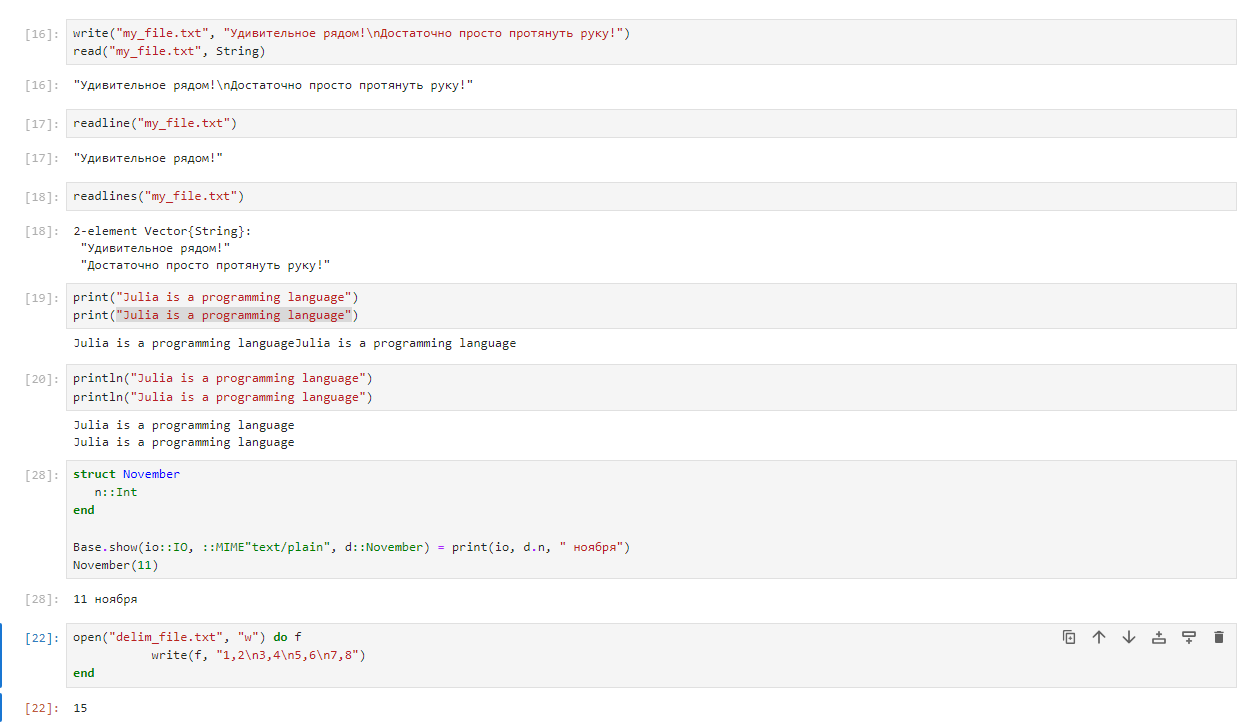 [16]: write("my_file.txt", "Удивительное рядом!\nДостаточно просто протянуть руку!")
read("my_file.txt", String)
[16]: "Удивительное рядом!\nДостаточно просто протянуть руку!"
[17]: readline("my_file.txt")
[17]: "Удивительное рядом!"
[18]: readlines("my_file.txt")
[18]: 2-element Vector{String}:
"Удивительное рядом!"
"Достаточно просто протянуть руку!"
[19]: print("Julia is a programming language")
print("Julia is a programming language")
Julia is a programming languageJulia is a programming language
[20]: println("Julia is a programming language")
println("Julia is a programming language")
Julia is a programming language
Julia is a programming language
[28]: struct November
n::Int
end
Base.show(io::IO, ::MIME"text/plain", d::November) = print(io, d.n, " ноября")
November(11)
[28]: 11 ноября
[22]: open("delim_file.txt", "w") do f
write(f, "1,2\n3,4\n5,6\n7,8")
end
[22]: 15